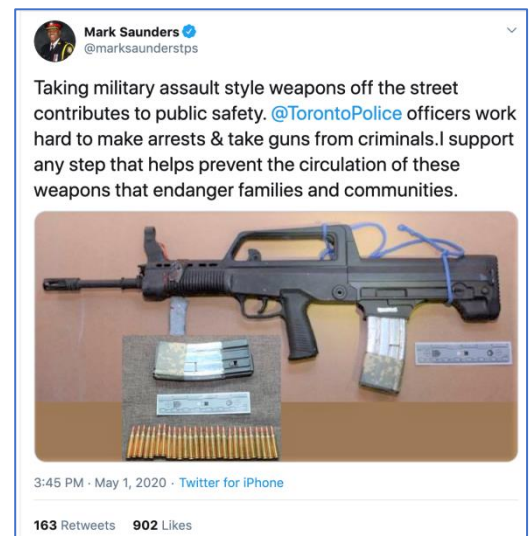 Mark Saunders
@marksaunderstps
Taking military assault style weapons off the street
contributes to public safety. @TorontoPolice officers work
hard to make arrests & take guns from criminals.I support
any step that helps prevent the circulation of these
weapons that endanger families and communities.
3:45 PM · May 1, 2020 · Twitter for iPhone
163 Retweets 902 Likes